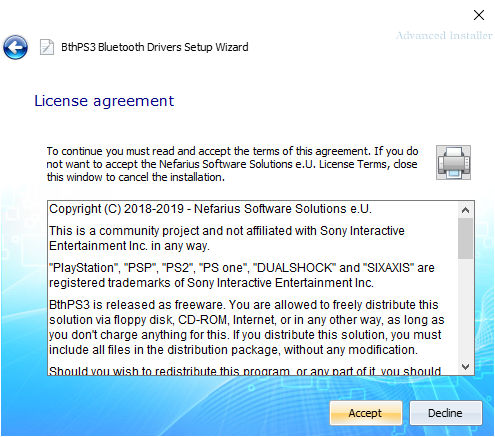 Advanced Installer
BthPS3 Bluetooth Drivers Setup Wizard
License agreement
To continue you must read and accept the terms of this agreement. If you do
not want to accept the Nefarius Software Solutions e.U. License Terms, close
this window to cancel the installation.
Copyright (C) 2018-2019 - Nefarius Software Solutions e.U.
This is a community project and not affiliated with Sony Interactive
Entertainment Inc. in any way.
"PlayStation", "PSP", "PS2", "PS one", "DUALSHOCK" and "SIXAXIS" are
registered trademarks of Sony Interactive Entertainment Inc.
BthPS3 is released as freeware. You are allowed to freely distribute this
solution via floppy disk, CD-ROM, Internet, or in any other way, as long as
you don't charge anything for this. If you distribute this solution, you must
include all files in the distribution package, without any modification.
Should you wish to redistribute this program, or any part of it, you should
Accept
Decline